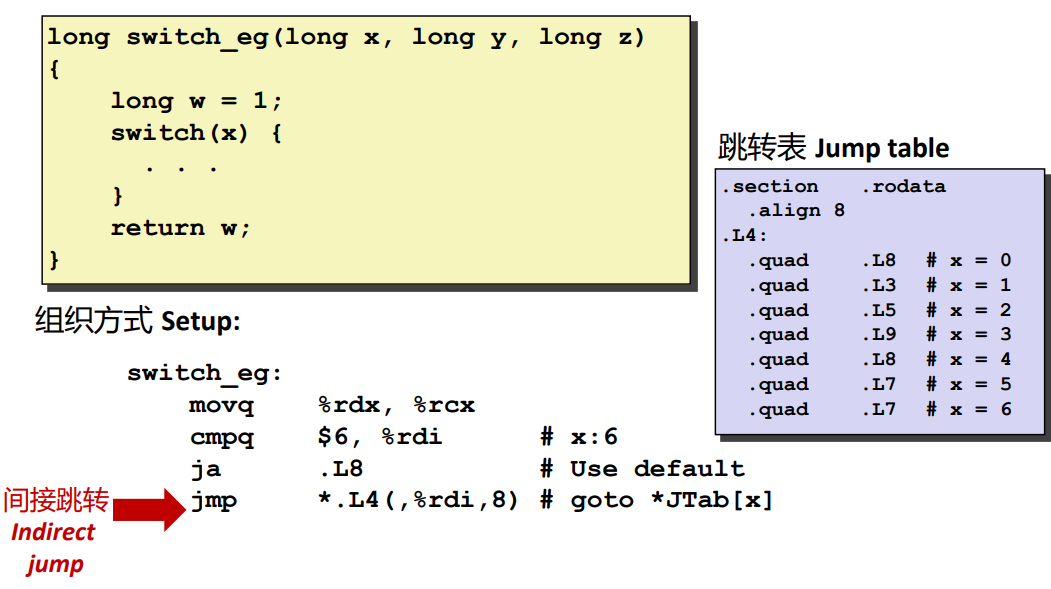 long switch_eg(long x, long y, long z)
{
    long w = 1;
    switch(x) {
      . . .
    }
    return w;
}
跳转表 Jump table
.section   .rodata
  .align 8
.L4:
  .quad    .L8  # x = 0
  .quad    .L3  # x = 1
  .quad    .L5  # x = 2
  .quad    .L9  # x = 3
  .quad    .L8  # x = 4
  .quad    .L7  # x = 5
  .quad    .L7  # x = 6
组织方式 Setup:
switch_eg:
    movq    %rdx, %rcx
    cmpq    $6, %rdi      # x:6
    ja      .L8           # Use default
    jmp     *.L4(,%rdi,8) # goto *JTab[x]
间接跳转
Indirect
jump